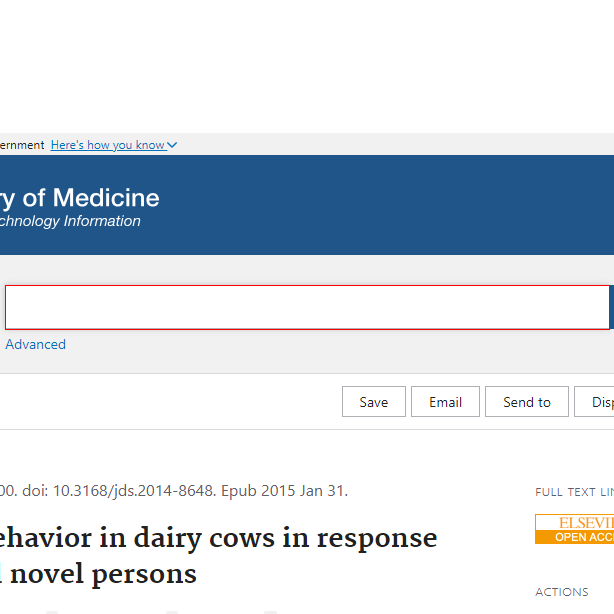 ernment Here's how you know
ry of Medicine
chnology Information
Advanced
Save Email Send to Disp
00. doi: 10.3168/jds.2014-8648. Epub 2015 Jan 31.
FULL TEXT LIN
ehavior in dairy cows in response
ELSEVIE
OPEN ACC
novel persons
ACTIONS